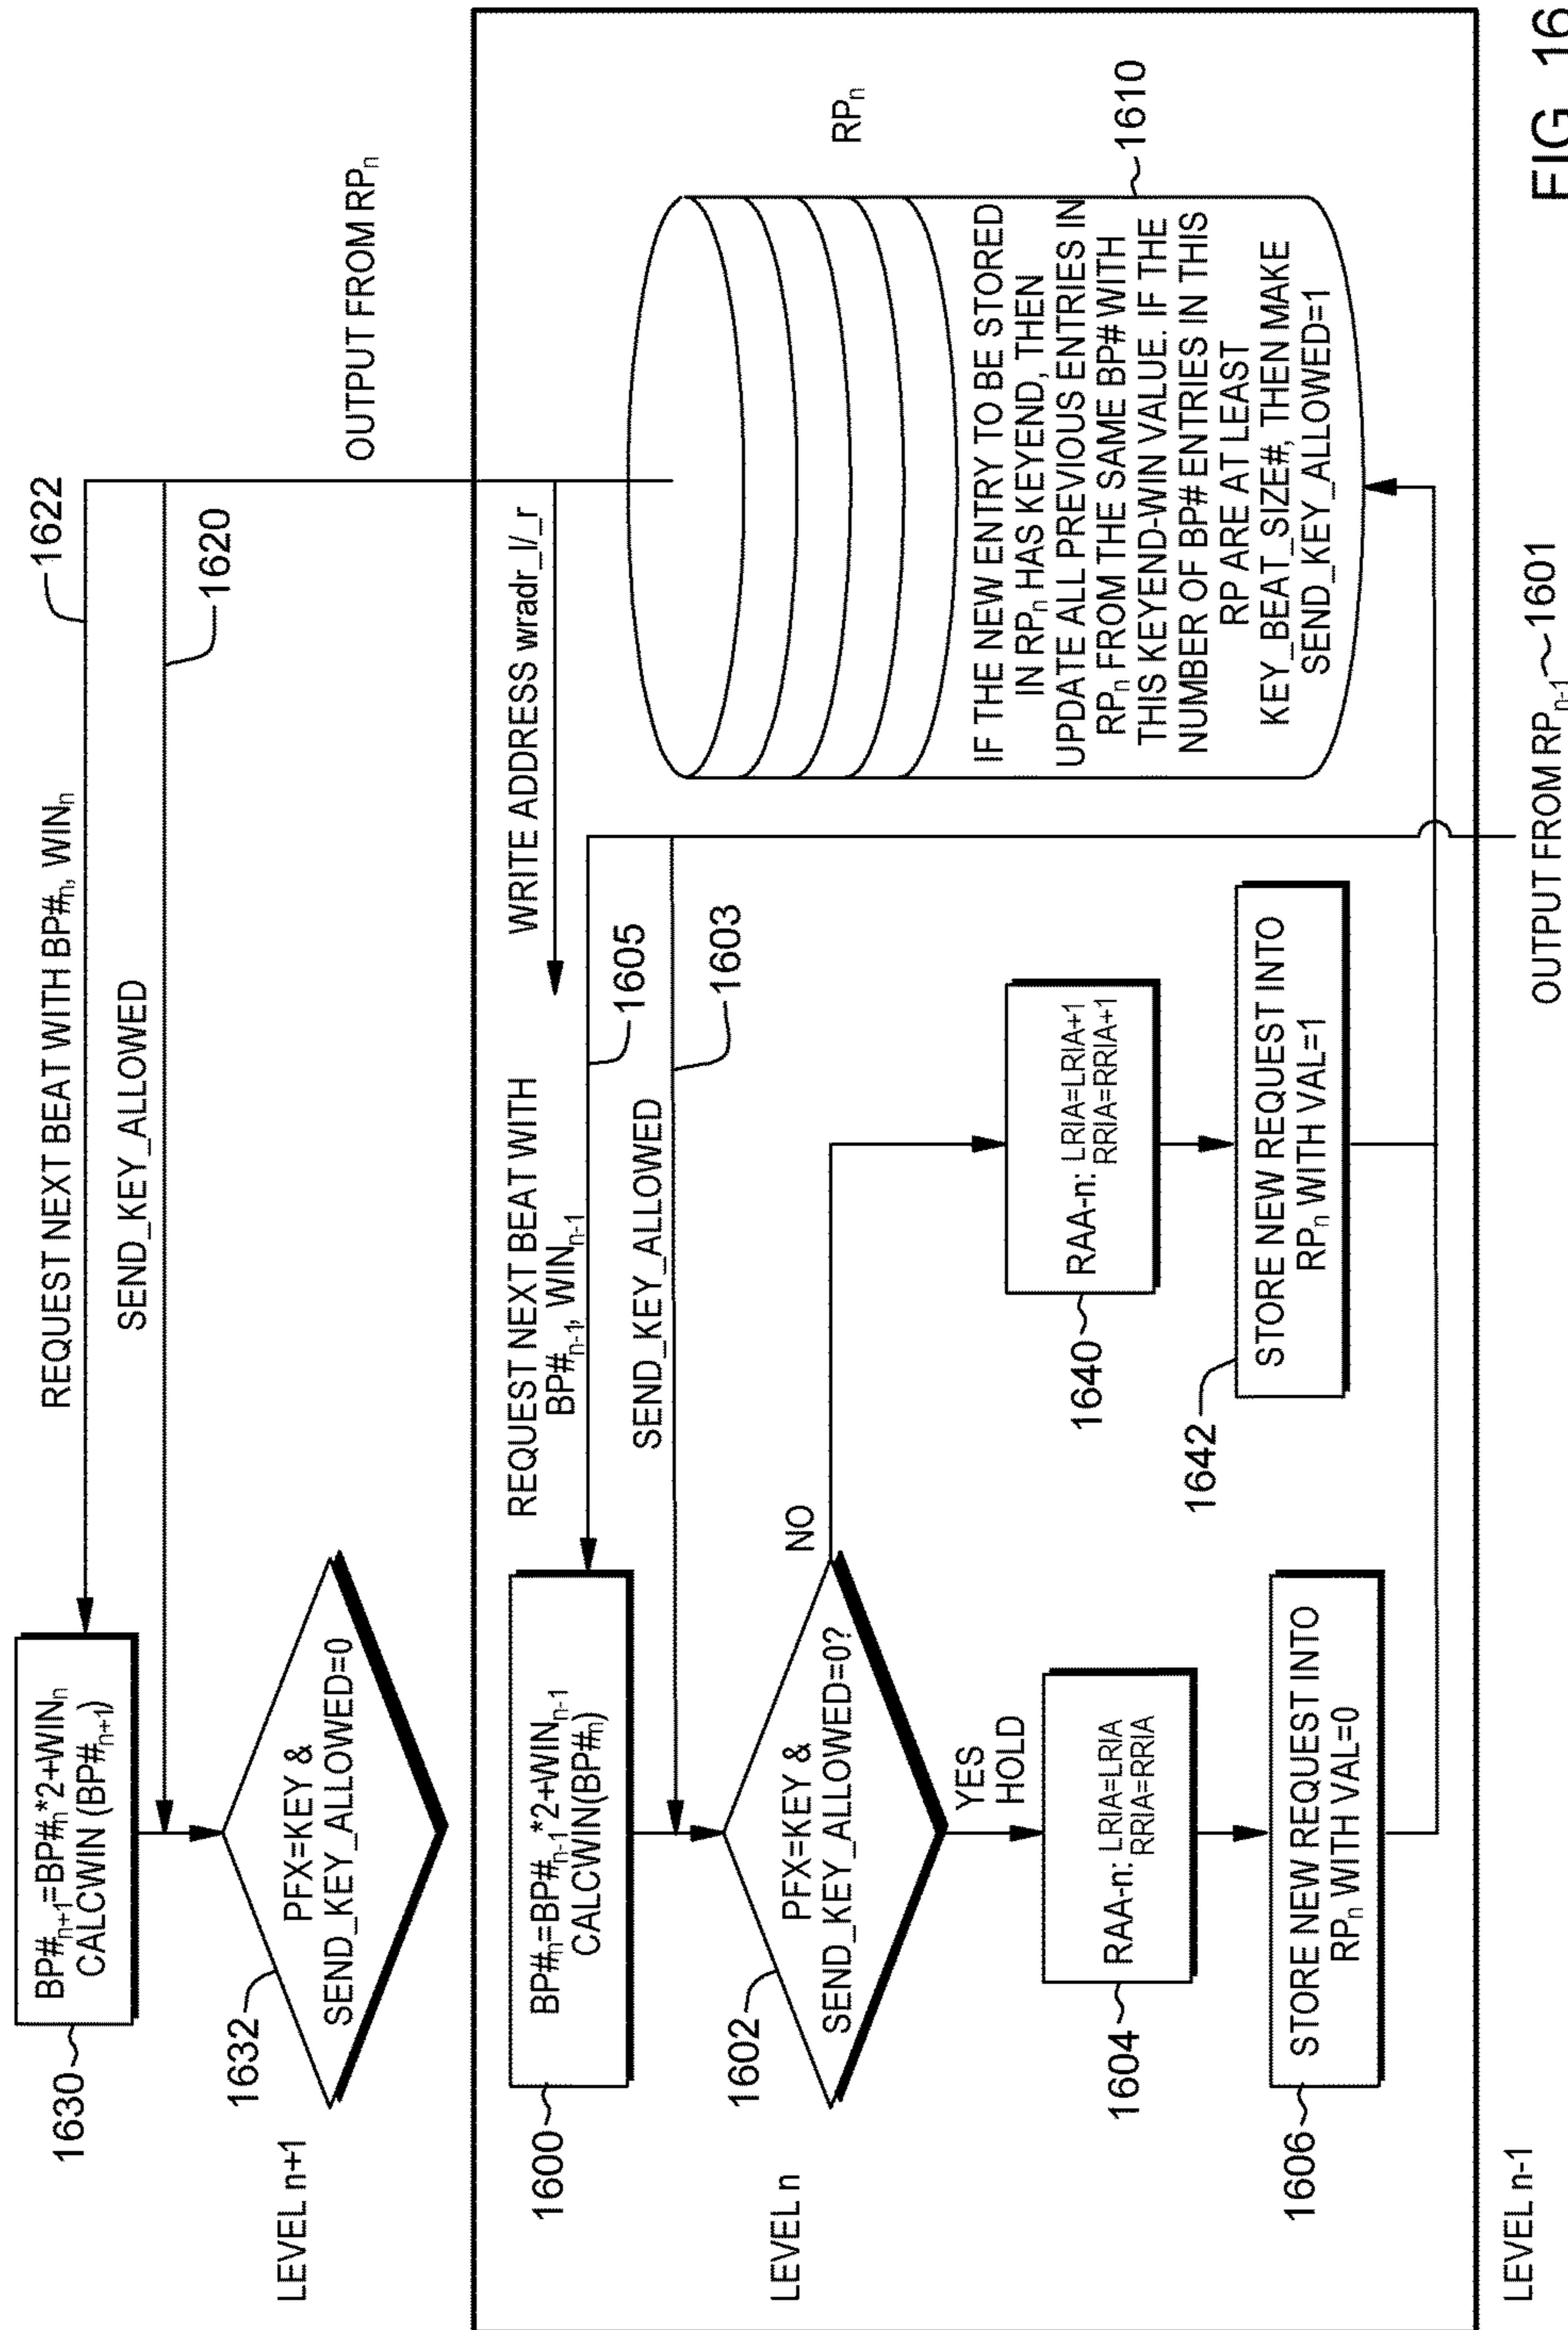 REQUEST NEXT BEAT WITH BP#n, WINn
1622
SEND_KEY_ALLOWED
1620
OUTPUT FROM RPn
1630
BP#n+1=BP#n*2+WINn
CALCWIN (BP#n+1)
1632
PFX=KEY &
SEND_KEY_ALLOWED=0
LEVEL n+1
REQUEST NEXT BEAT WITH
BP#n-1, WINn-1
1605
WRITE ADDRESS wradr_l/_r
SEND_KEY_ALLOWED
1603
1600
BP#n=BP#n-1*2+WINn-1
CALCWIN(BP#n)
1602
PFX=KEY &
SEND_KEY_ALLOWED=0?
NO
YES
HOLD
LEVEL n
1604
RAA-n: LRIA=LRIA
RRIA=RRIA
1606
STORE NEW REQUEST INTO
RPn WITH VAL=0
1640
RAA-n: LRIA=LRIA+1
RRIA=RRIA+1
1642
STORE NEW REQUEST INTO
RPn WITH VAL=1
RPn
IF THE NEW ENTRY TO BE STORED
IN RPn HAS KEYEND, THEN
UPDATE ALL PREVIOUS ENTRIES IN
RPn FROM THE SAME BP# WITH
THIS KEYEND-WIN VALUE. IF THE
NUMBER OF BP# ENTRIES IN THIS
RP ARE AT LEAST
KEY_BEAT_SIZE#, THEN MAKE
SEND_KEY_ALLOWED=1
1610
LEVEL n-1
OUTPUT FROM RPn-1
1601
FIG. 16